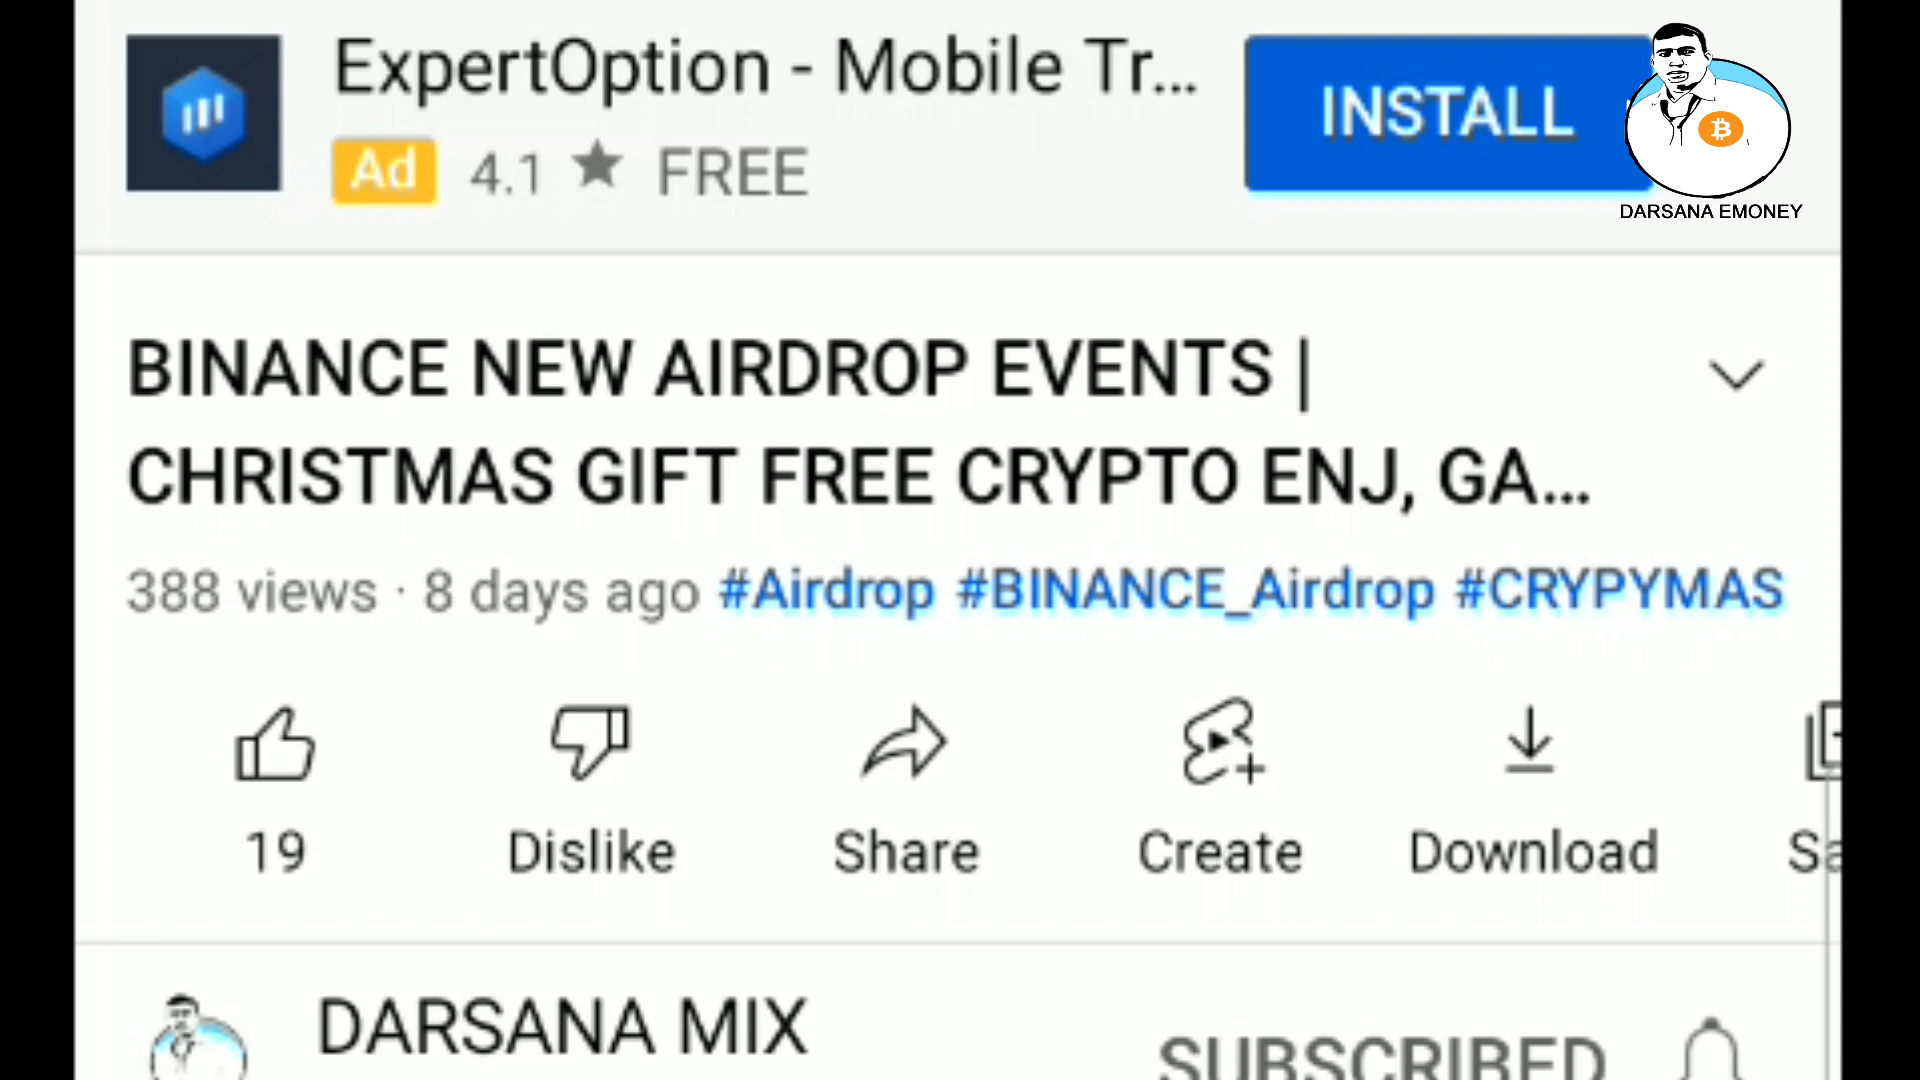 ExpertOption - Mobile Tr...
INSTALL
Ad 4.1 ★ FREE
DARSANA EMONEY
BINANCE NEW AIRDROP EVENTS |
CHRISTMAS GIFT FREE CRYPTO ENJ, GA...
388 views · 8 days ago #Airdrop #BINANCE_Airdrop #CRYPYMAS
19 Dislike Share Create Download
DARSANA MIX
SUBSCRIBED